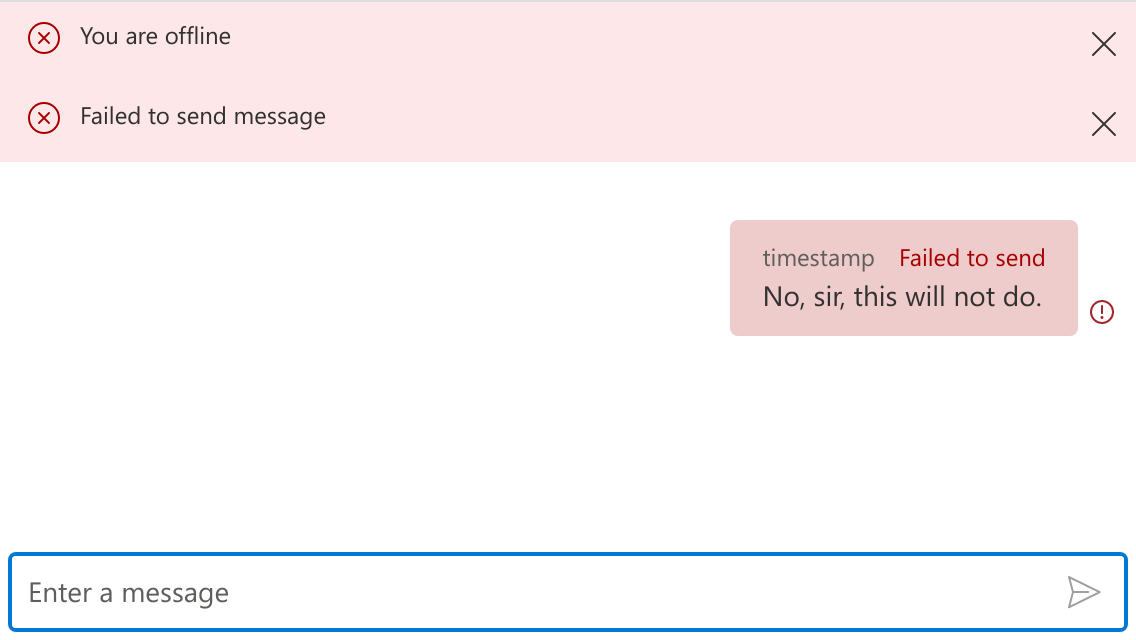 You are offline
Failed to send message
timestamp Failed to send
No, sir, this will not do.
Enter a message